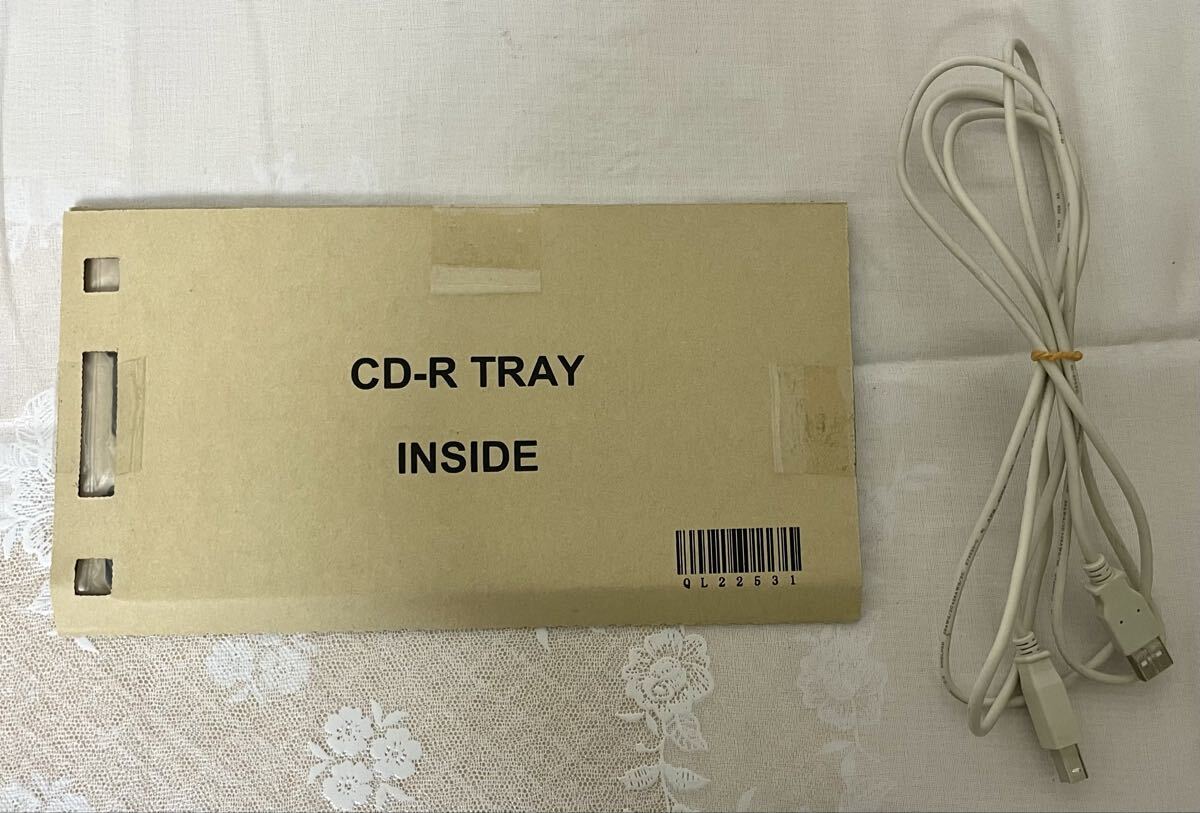 CD-R TRAY
INSIDE
QL22531